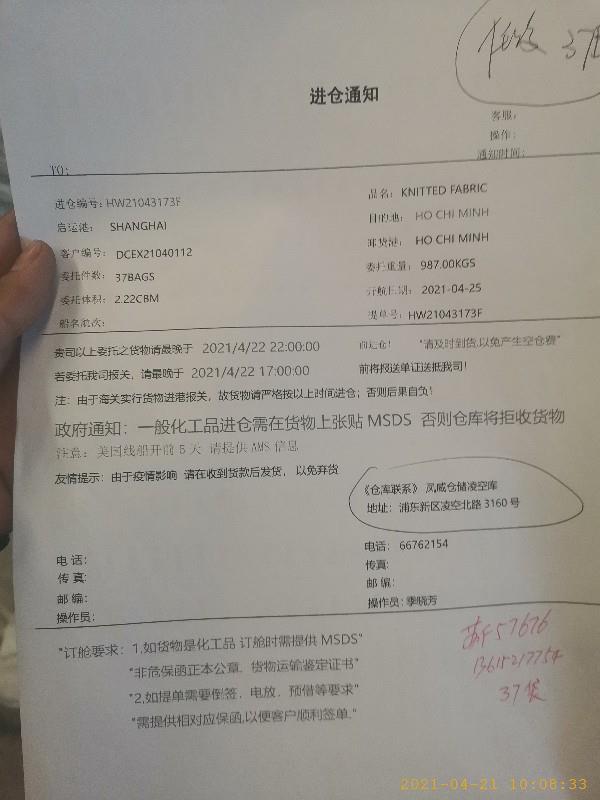 37
进仓通知
客服：
操作：
通知时间：
TO：
进仓编号：HW21043173F
品名：KNITTED FABRIC
启运港： SHANGHAI
目的地： HO CHI MINH
客户编号： DCEX21040112
卸货港： HO CHI MINH
委托件数： 37BAGS
委托重量： 987.00KGS
委托体积： 2.22CBM
开航日期： 2021-04-25
船名航次：
提单号：HW21043173F
贵司以上委托之货物请最晚于 2021/4/22 22:00:00 前进仓！ "请及时到货,以免产生空仓费"
若委托我司报关，请最晚于 2021/4/22 17:00:00 前将报送单证送抵我司!
注：由于海关实行货物进港报关，故货物请严格按以上时间进仓；否则后果自负！
政府通知：一般化工品进仓需在货物上张贴 MSDS 否则仓库将拒收货物
注意：美国线船开前 5 天 请提供 AMS 信息
友情提示：由于疫情影响 请在收到货款后发货，以免弃货
《仓库联系》 凤威仓储凌空库
地址：浦东新区凌空北路 3160 号
电话：
电话： 66762154
传真:
传真:
邮编：
邮编：
操作员：
操作员：季晓芳
"订舱要求：1,如货物是化工品 订舱时需提供 MSDS"
"非危保函正本公章，货物运输鉴定证书"
"2,如提单需要倒签，电放，预借等要求"
"需提供相对应保函,以便客户顺利签单."
57676
13615217754
37袋
2021-04-21 10:08:33